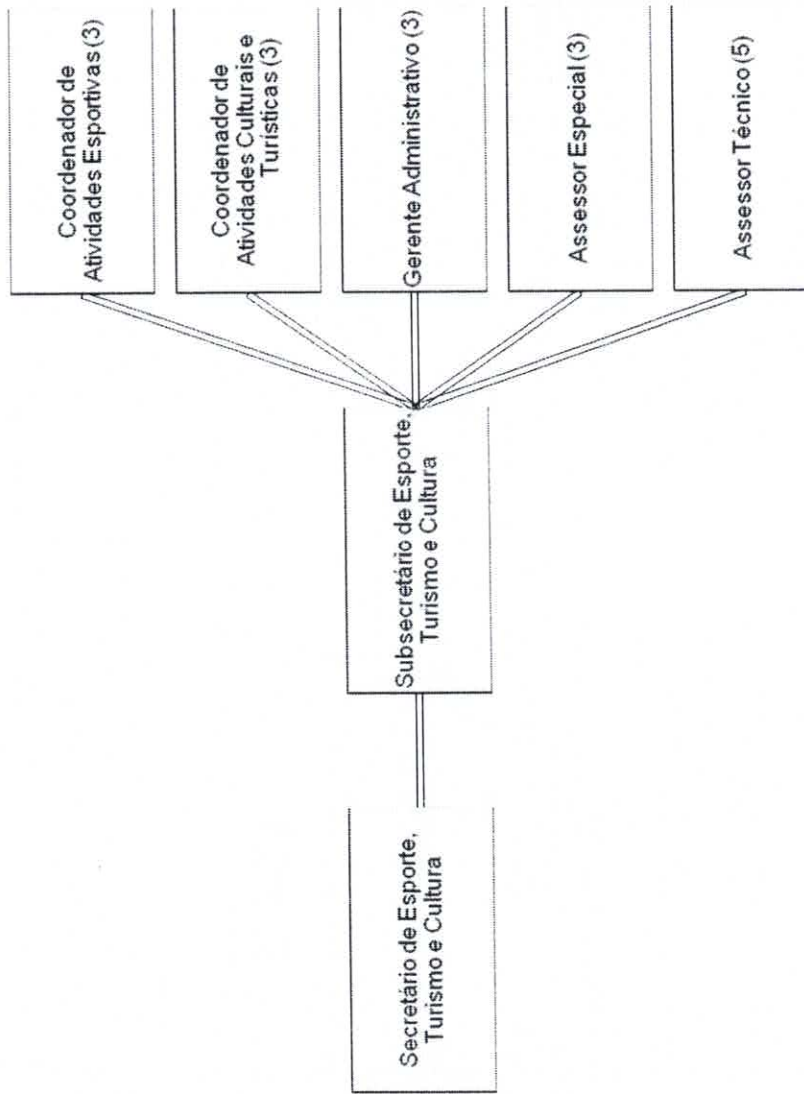 Secretário de Esporte,
Turismo e Cultura
Subsecretário de Esporte,
Turismo e Cultura
Coordenador de
Atividades Esportivas (3)
Coordenador de
Atividades Culturais e
Turísticas (3)
Gerente Administrativo (3)
Assessor Especial (3)
Assessor Técnico (5)